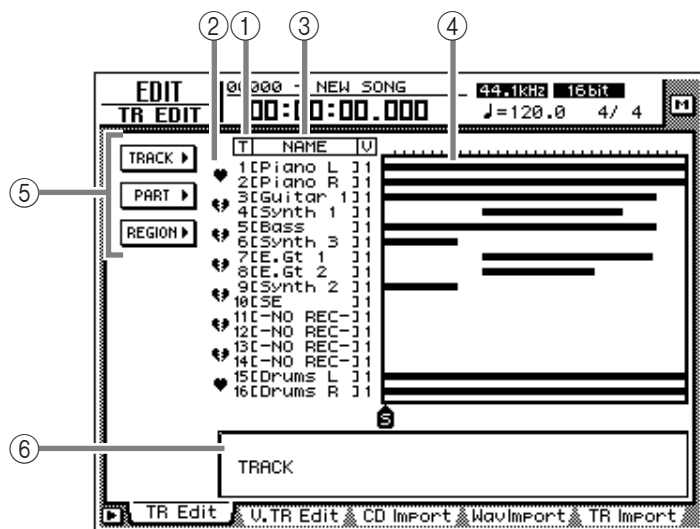 ② ① ③ ④
EDIT 00000 - NEW SONG 44.1kHz 16bit
TR EDIT 00:00:00.000 ♩=120.0 4/ 4 M
T NAME V
⑤
TRACK ▶
PART ▶
REGION ▶
1[Piano L ]1
2[Piano R ]1
3[Guitar 1]1
4[Synth 1 ]1
5[Bass ]1
6[Synth 3 ]1
7[E.Gt 1 ]1
8[E.Gt 2 ]1
9[Synth 2 ]1
10[SE ]1
11[-NO REC-]1
12[-NO REC-]1
13[-NO REC-]1
14[-NO REC-]1
15[Drums L ]1
16[Drums R ]1
S
⑥
TRACK
TR Edit V.TR Edit CD Import WavImport TR Import